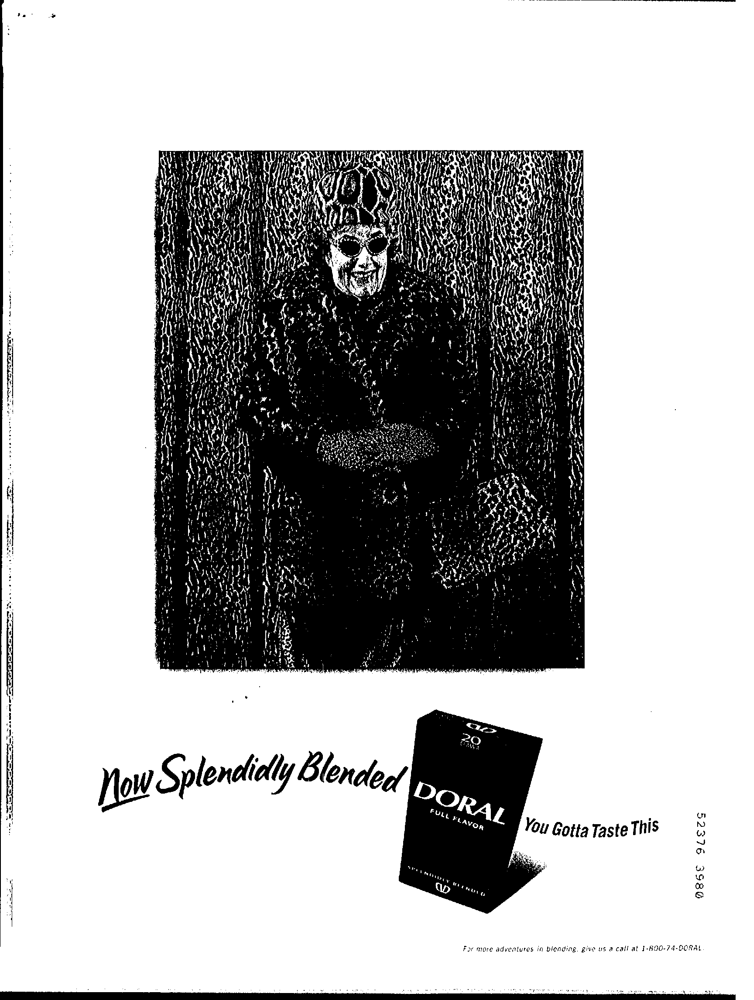 Now Splendidly Blended
20
DORAL
FULL FLAVOR
SPLENDIDLY BLENDED
You Gotta Taste This
52376 3980
For more adventures in blending, give us a call at 1-800-74-DORAL.